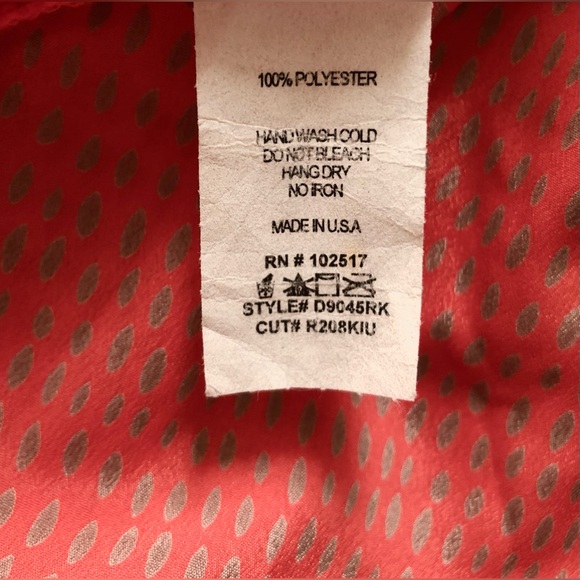 100% POLYESTER
HAND WASH COLD
DO NOT BLEACH
HANG DRY
NO IRON
MADE IN U.S.A
RN # 102517
STYLE# D9045RK
CUT# R208KIU